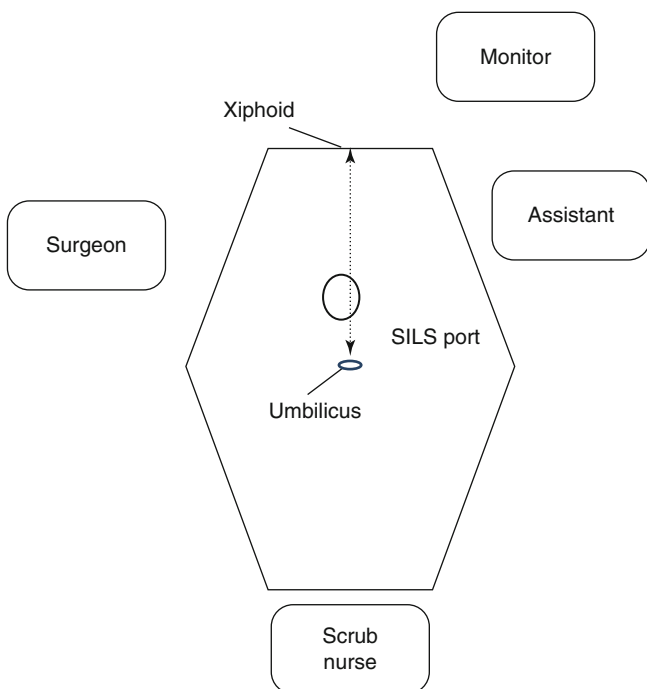 Monitor
Xiphoid
Assistant
Surgeon
SILS port
Umbilicus
Scrub
nurse